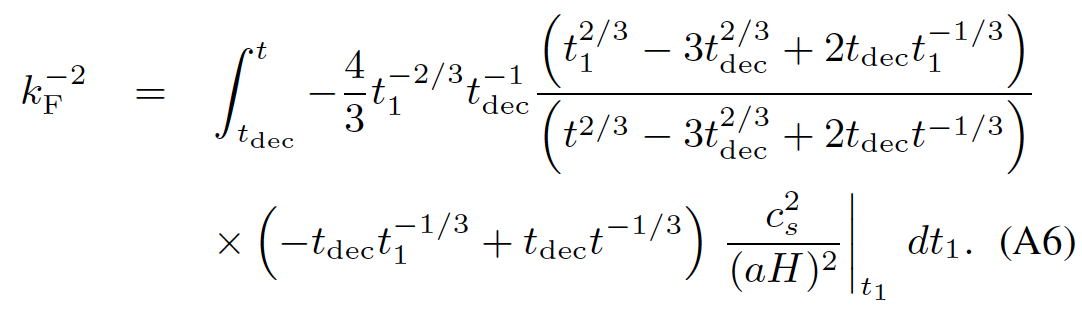 k_F^{-2} = \int_{t_{dec}}^{t} -\frac{4}{3} t_1^{-2/3} t_{dec}^{-1} \frac{\left(t_1^{2/3} - 3t_{dec}^{2/3} + 2t_{dec}t_1^{-1/3}\right)}{\left(t^{2/3} - 3t_{dec}^{2/3} + 2t_{dec}t^{-1/3}\right)}
\times \left(-t_{dec}t_1^{-1/3} + t_{dec}t^{-1/3}\right) \left.\frac{c_s^2}{(aH)^2}\right|_{t_1} dt_1. (A6)